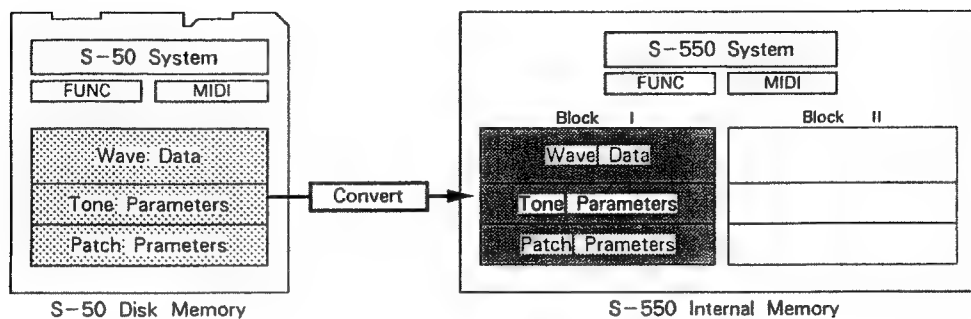 S-50 System
FUNC MIDI
Wave Data
Tone Parameters
Patch Prameters
S-50 Disk Memory
Convert
S-550 System
FUNC MIDI
Block I Block II
Wave Data
Tone Parameters
Patch Prameters
S-550 Internal Memory